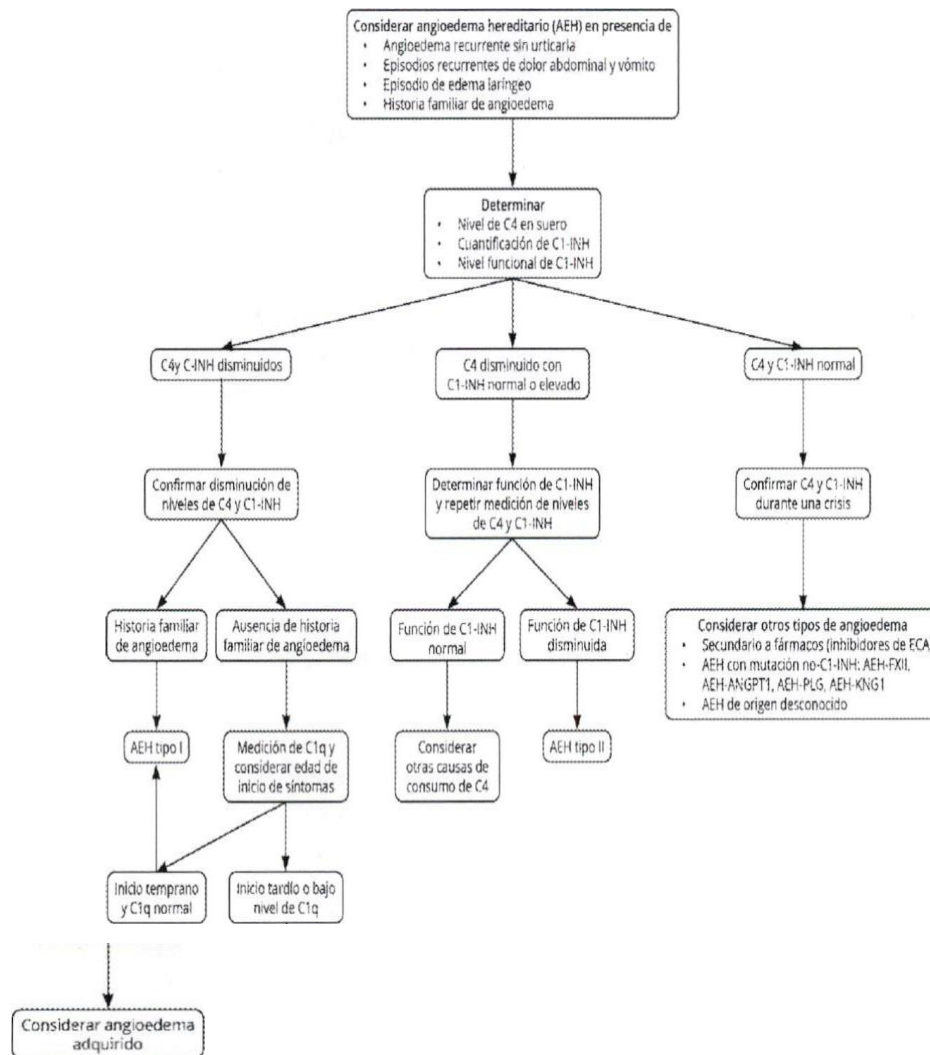 Considerar angioedema hereditario (AEH) en presencia de
• Angioedema recurrente sin urticaria
• Episodios recurrentes de dolor abdominal y vómito
• Episodio de edema laríngeo
• Historia familiar de angioedema
Determinar
• Nivel de C4 en suero
• Cuantificación de C1-INH
• Nivel funcional de C1-INH
C4y C-INH disminuidos
C4 disminuido con
C1-INH normal o elevado
C4 y C1-INH normal
Confirmar disminución de
niveles de C4 y C1-INH
Determinar función de C1-INH
y repetir medición de niveles
de C4 y C1-INH
Confirmar C4 y C1-INH
durante una crisis
Historia familiar
de angioedema
Ausencia de historia
familiar de angioedema
Función de C1-INH
normal
Función de C1-INH
disminuida
Considerar otros tipos de angioedema
• Secundario a fármacos (inhibidores de ECA)
• AEH con mutación no-C1-INH: AEH-FXII,
AEH-ANGPT1, AEH-PLG, AEH-KNG1
• AEH de origen desconocido
AEH tipo I
Medición de C1q y
considerar edad de
inicio de síntomas
Considerar
otras causas de
consumo de C4
AEH tipo II
Inicio temprano
y C1q normal
Inicio tardío o bajo
nivel de C1q
Considerar angioedema
adquirido